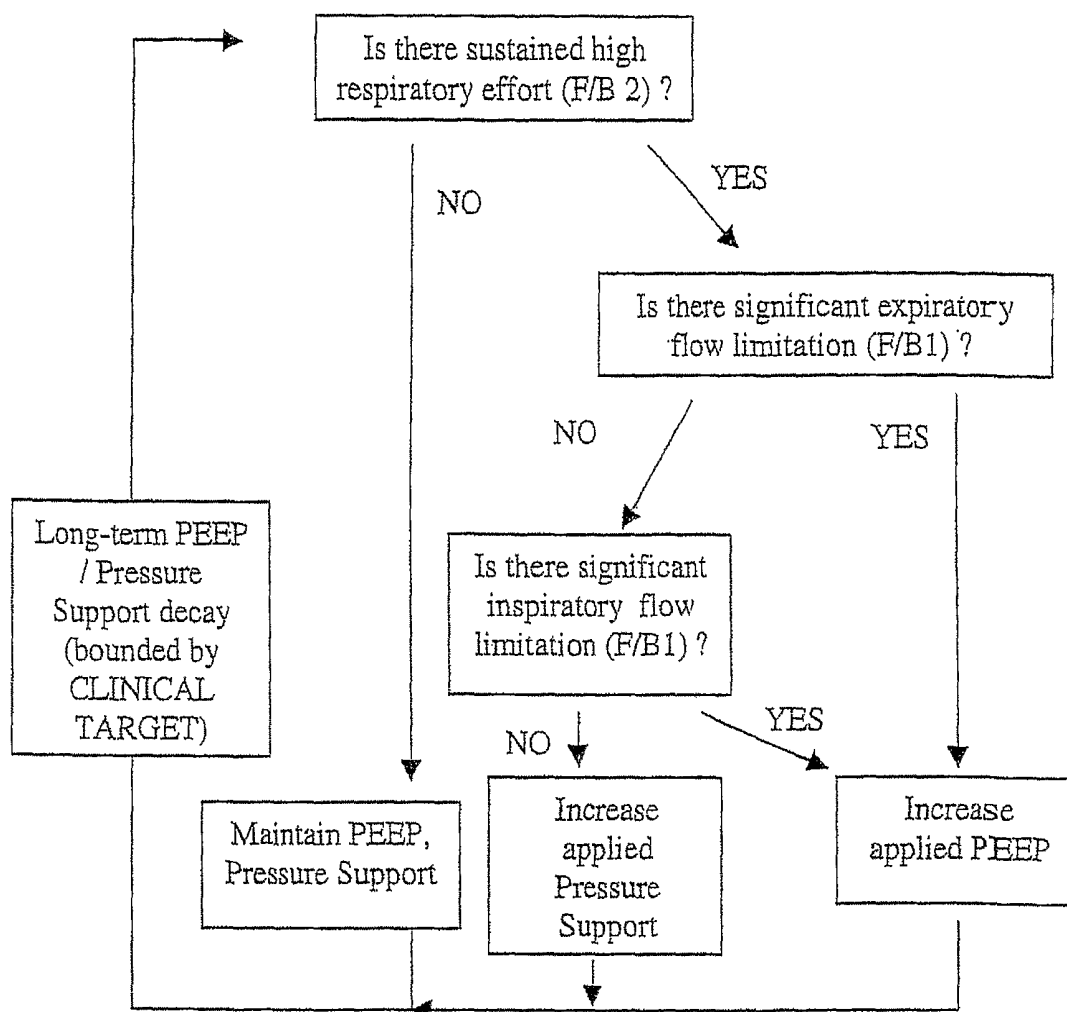 Is there sustained high
respiratory effort (F/B 2) ?
NO
YES
Is there significant expiratory
flow limitation (F/B1) ?
NO
YES
Long-term PEEP
/ Pressure
Support decay
(bounded by
CLINICAL
TARGET)
Is there significant
inspiratory flow
limitation (F/B1) ?
NO
YES
Maintain PEEP,
Pressure Support
Increase
applied
Pressure
Support
Increase
applied PEEP